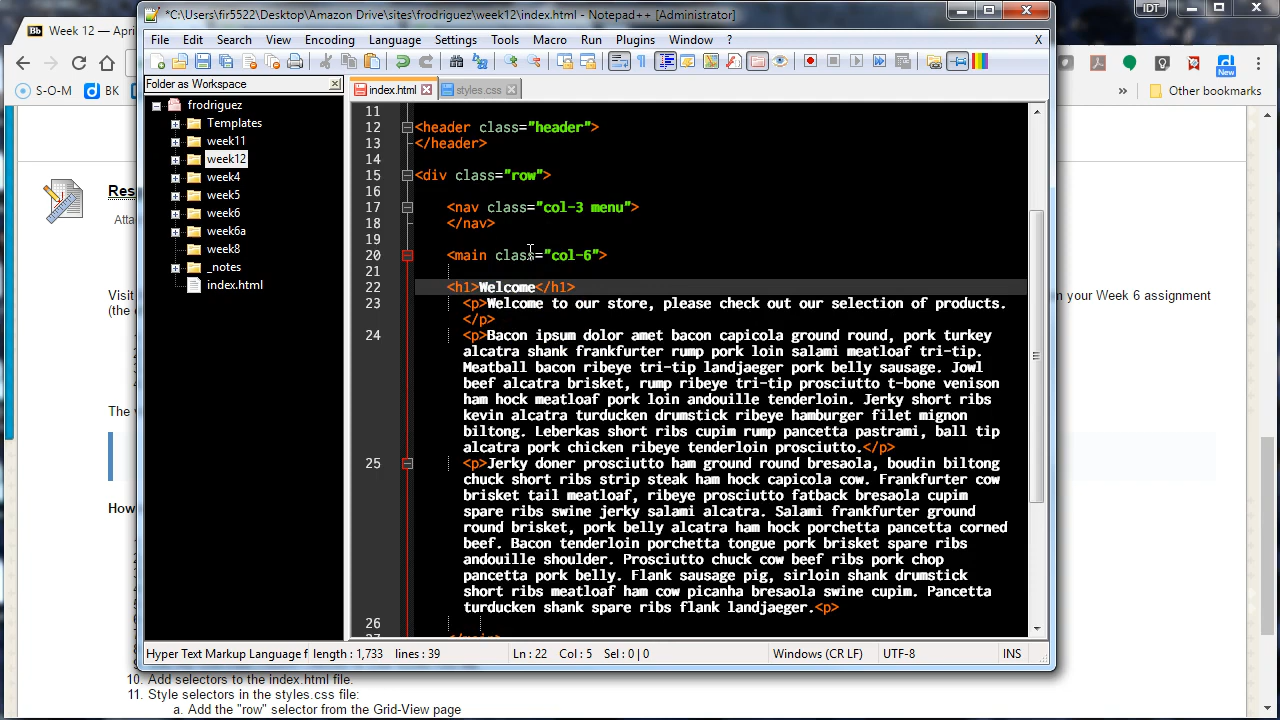 *C:\Users\fir5522\Desktop\Amazon Drive\sites\frodriguez\week12\index.html - Notepad++ [Administrator]
IDT
Week 12 — April
File Edit Search View Encoding Language Settings Tools Macro Run Plugins Window ? X
S-O-M BK
New
» Other bookmarks
Folder as Workspace
index.html styles.css
frodriguez
Templates
week11
week12
week4
week5
week6
week6a
week8
_notes
index.html
11
12 <header class="header">
13 </header>
14
15 <div class="row">
16
17 <nav class="col-3 menu">
18 </nav>
19
20 <main class="col-6">
21
22 <h1>Welcome</h1>
23 <p>Welcome to our store, please check out our selection of products.
</p>
24 <p>Bacon ipsum dolor amet bacon capicola ground round, pork turkey
alcatra shank frankfurter rump pork loin salami meatloaf tri-tip.
Meatball bacon ribeye tri-tip landjaeger pork belly sausage. Jowl
beef alcatra brisket, rump ribeye tri-tip prosciutto t-bone venison
ham hock meatloaf pork loin andouille tenderloin. Jerky short ribs
kevin alcatra turducken drumstick ribeye hamburger filet mignon
biltong. Leberkas short ribs cupim rump pancetta pastrami, ball tip
alcatra pork chicken ribeye tenderloin prosciutto.</p>
25 <p>Jerky doner prosciutto ham ground round bresaola, boudin biltong
chuck short ribs strip steak ham hock capicola cow. Frankfurter cow
brisket tail meatloaf, ribeye prosciutto fatback bresaola cupim
spare ribs swine jerky salami alcatra. Salami frankfurter ground
round brisket, pork belly alcatra ham hock porchetta pancetta corned
beef. Bacon tenderloin porchetta tongue pork brisket spare ribs
andouille shoulder. Prosciutto chuck cow beef ribs pork chop
pancetta pork belly. Flank sausage pig, sirloin shank drumstick
short ribs meatloaf ham cow picanha bresaola swine cupim. Pancetta
turducken shank spare ribs flank landjaeger.<p>
26
Hyper Text Markup Language f length : 1,733 lines : 39 Ln : 22 Col : 5 Sel : 0 | 0 Windows (CR LF) UTF-8 INS
Res
Atta
Visit
m your Week 6 assignment
(the
The v
How
10. Add selectors to the index.html file.
11. Style selectors in the styles.css file:
a. Add the "row" selector from the Grid-View page